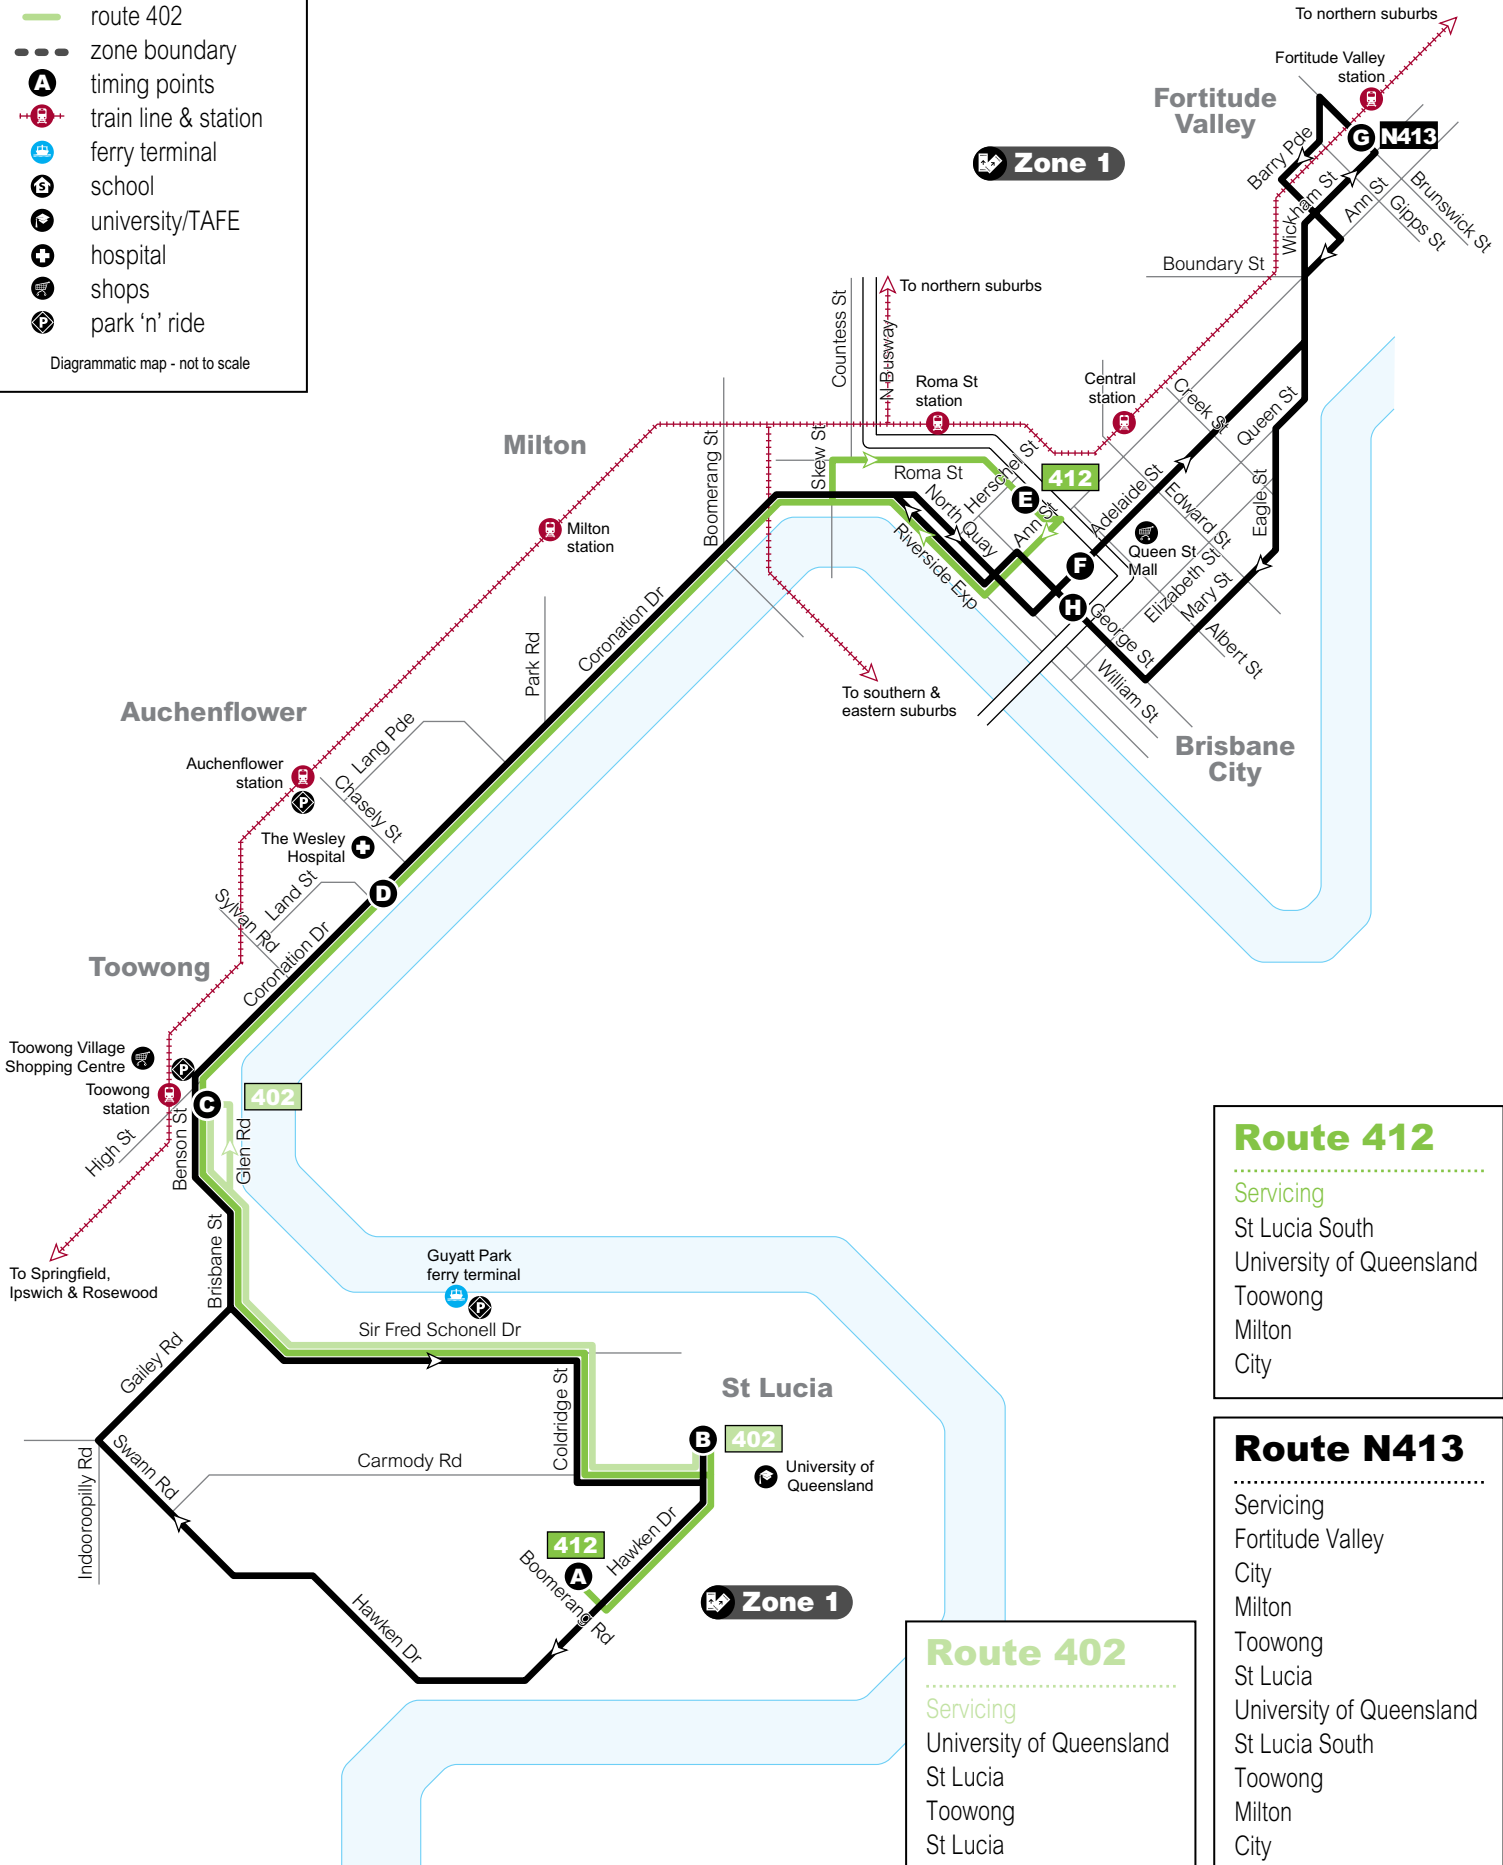 route 402
zone boundary
A
timing points
train line & station
ferry terminal
school
university/TAFE
hospital
shops
P
park ‘n’ ride
Diagrammatic map - not to scale
To northern suburbs
Fortitude Valley
station
Fortitude
Valley
G
N413
Zone 1
Barry Pde
Wickham St
Ann St
Gipps St
Brunswick St
Boundary St
To northern suburbs
Countess St
N Busway
Roma St
station
Central
station
Creek St
Queen St
Milton
Boomerang St
Skew St
Roma St
Herschel St
412
E
Adelaide St
Edward St
Eagle St
North Quay
Ann St
Milton
station
Queen St
Mall
Riverside Exp
F
Elizabeth St
Mary St
H
George St
Albert St
William St
Coronation Dr
Park Rd
To southern &
eastern suburbs
Brisbane
City
Auchenflower
Lang Pde
Auchenflower
station
P
Chasely St
The Wesley
Hospital
D
Land St
Sylvan Rd
Coronation Dr
Toowong
Toowong Village
Shopping Centre
P
Toowong
station
C
402
High St
Benson St
Glen Rd
Route 412
Servicing
St Lucia South
University of Queensland
Toowong
Milton
City
Brisbane St
To Springfield,
Ipswich & Rosewood
Guyatt Park
ferry terminal
P
Sir Fred Schonell Dr
Gailey Rd
Coldridge St
St Lucia
B
402
University of
Queensland
Swann Rd
Carmody Rd
Indooroopilly Rd
Hawken Dr
412
A
Boomerang Rd
Hawken Dr
Zone 1
Route N413
Servicing
Fortitude Valley
City
Milton
Toowong
St Lucia
University of Queensland
St Lucia South
Toowong
Milton
City
Route 402
Servicing
University of Queensland
St Lucia
Toowong
St Lucia